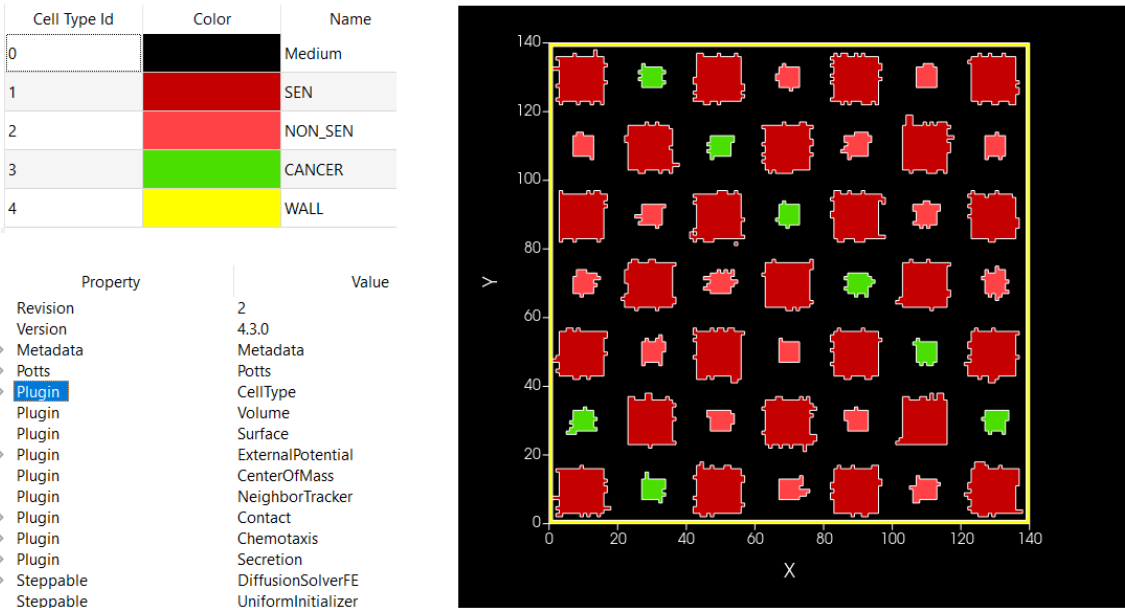 Cell Type Id Color Name
0 Medium
1 SEN
2 NON_SEN
3 CANCER
4 WALL
Property Value
Revision 2
Version 4.3.0
Metadata Metadata
Potts Potts
Plugin CellType
Plugin Volume
Plugin Surface
Plugin ExternalPotential
Plugin CenterOfMass
Plugin NeighborTracker
Plugin Contact
Plugin Chemotaxis
Plugin Secretion
Steppable DiffusionSolverFE
Steppable UniformInitializer
140
120
100
80
60
40
20
0
Y
0 20 40 60 80 100 120 140
X